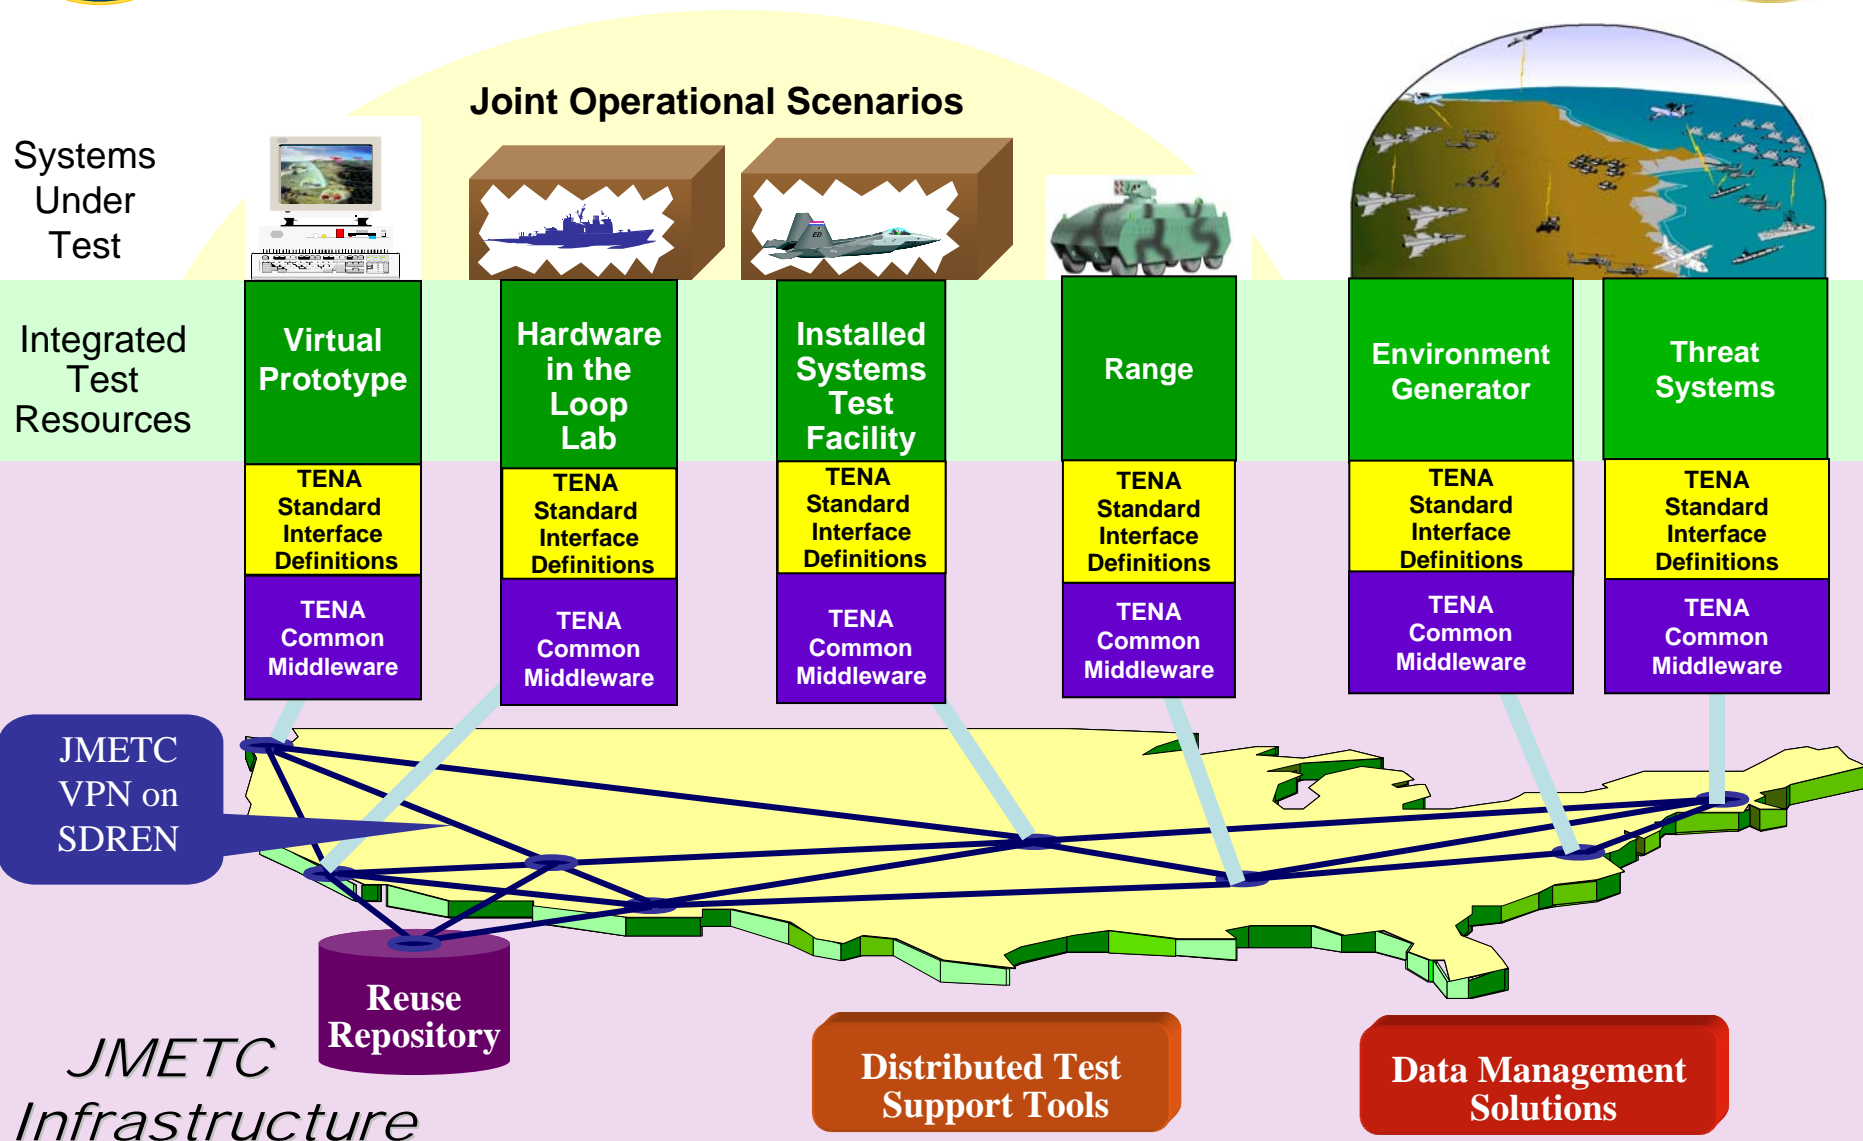 Joint Operational Scenarios
Systems
Under
Test
ED
Integrated
Test
Resources
Virtual
Prototype
Hardware
in the
Loop
Lab
Installed
Systems
Test
Facility
Range
Environment
Generator
Threat
Systems
TENA
Standard
Interface
Definitions
TENA
Standard
Interface
Definitions
TENA
Standard
Interface
Definitions
TENA
Standard
Interface
Definitions
TENA
Standard
Interface
Definitions
TENA
Standard
Interface
Definitions
TENA
Common
Middleware
TENA
Common
Middleware
TENA
Common
Middleware
TENA
Common
Middleware
TENA
Common
Middleware
TENA
Common
Middleware
JMETC
VPN on
SDREN
Reuse
Repository
JMETC
Infrastructure
Distributed Test
Support Tools
Data Management
Solutions